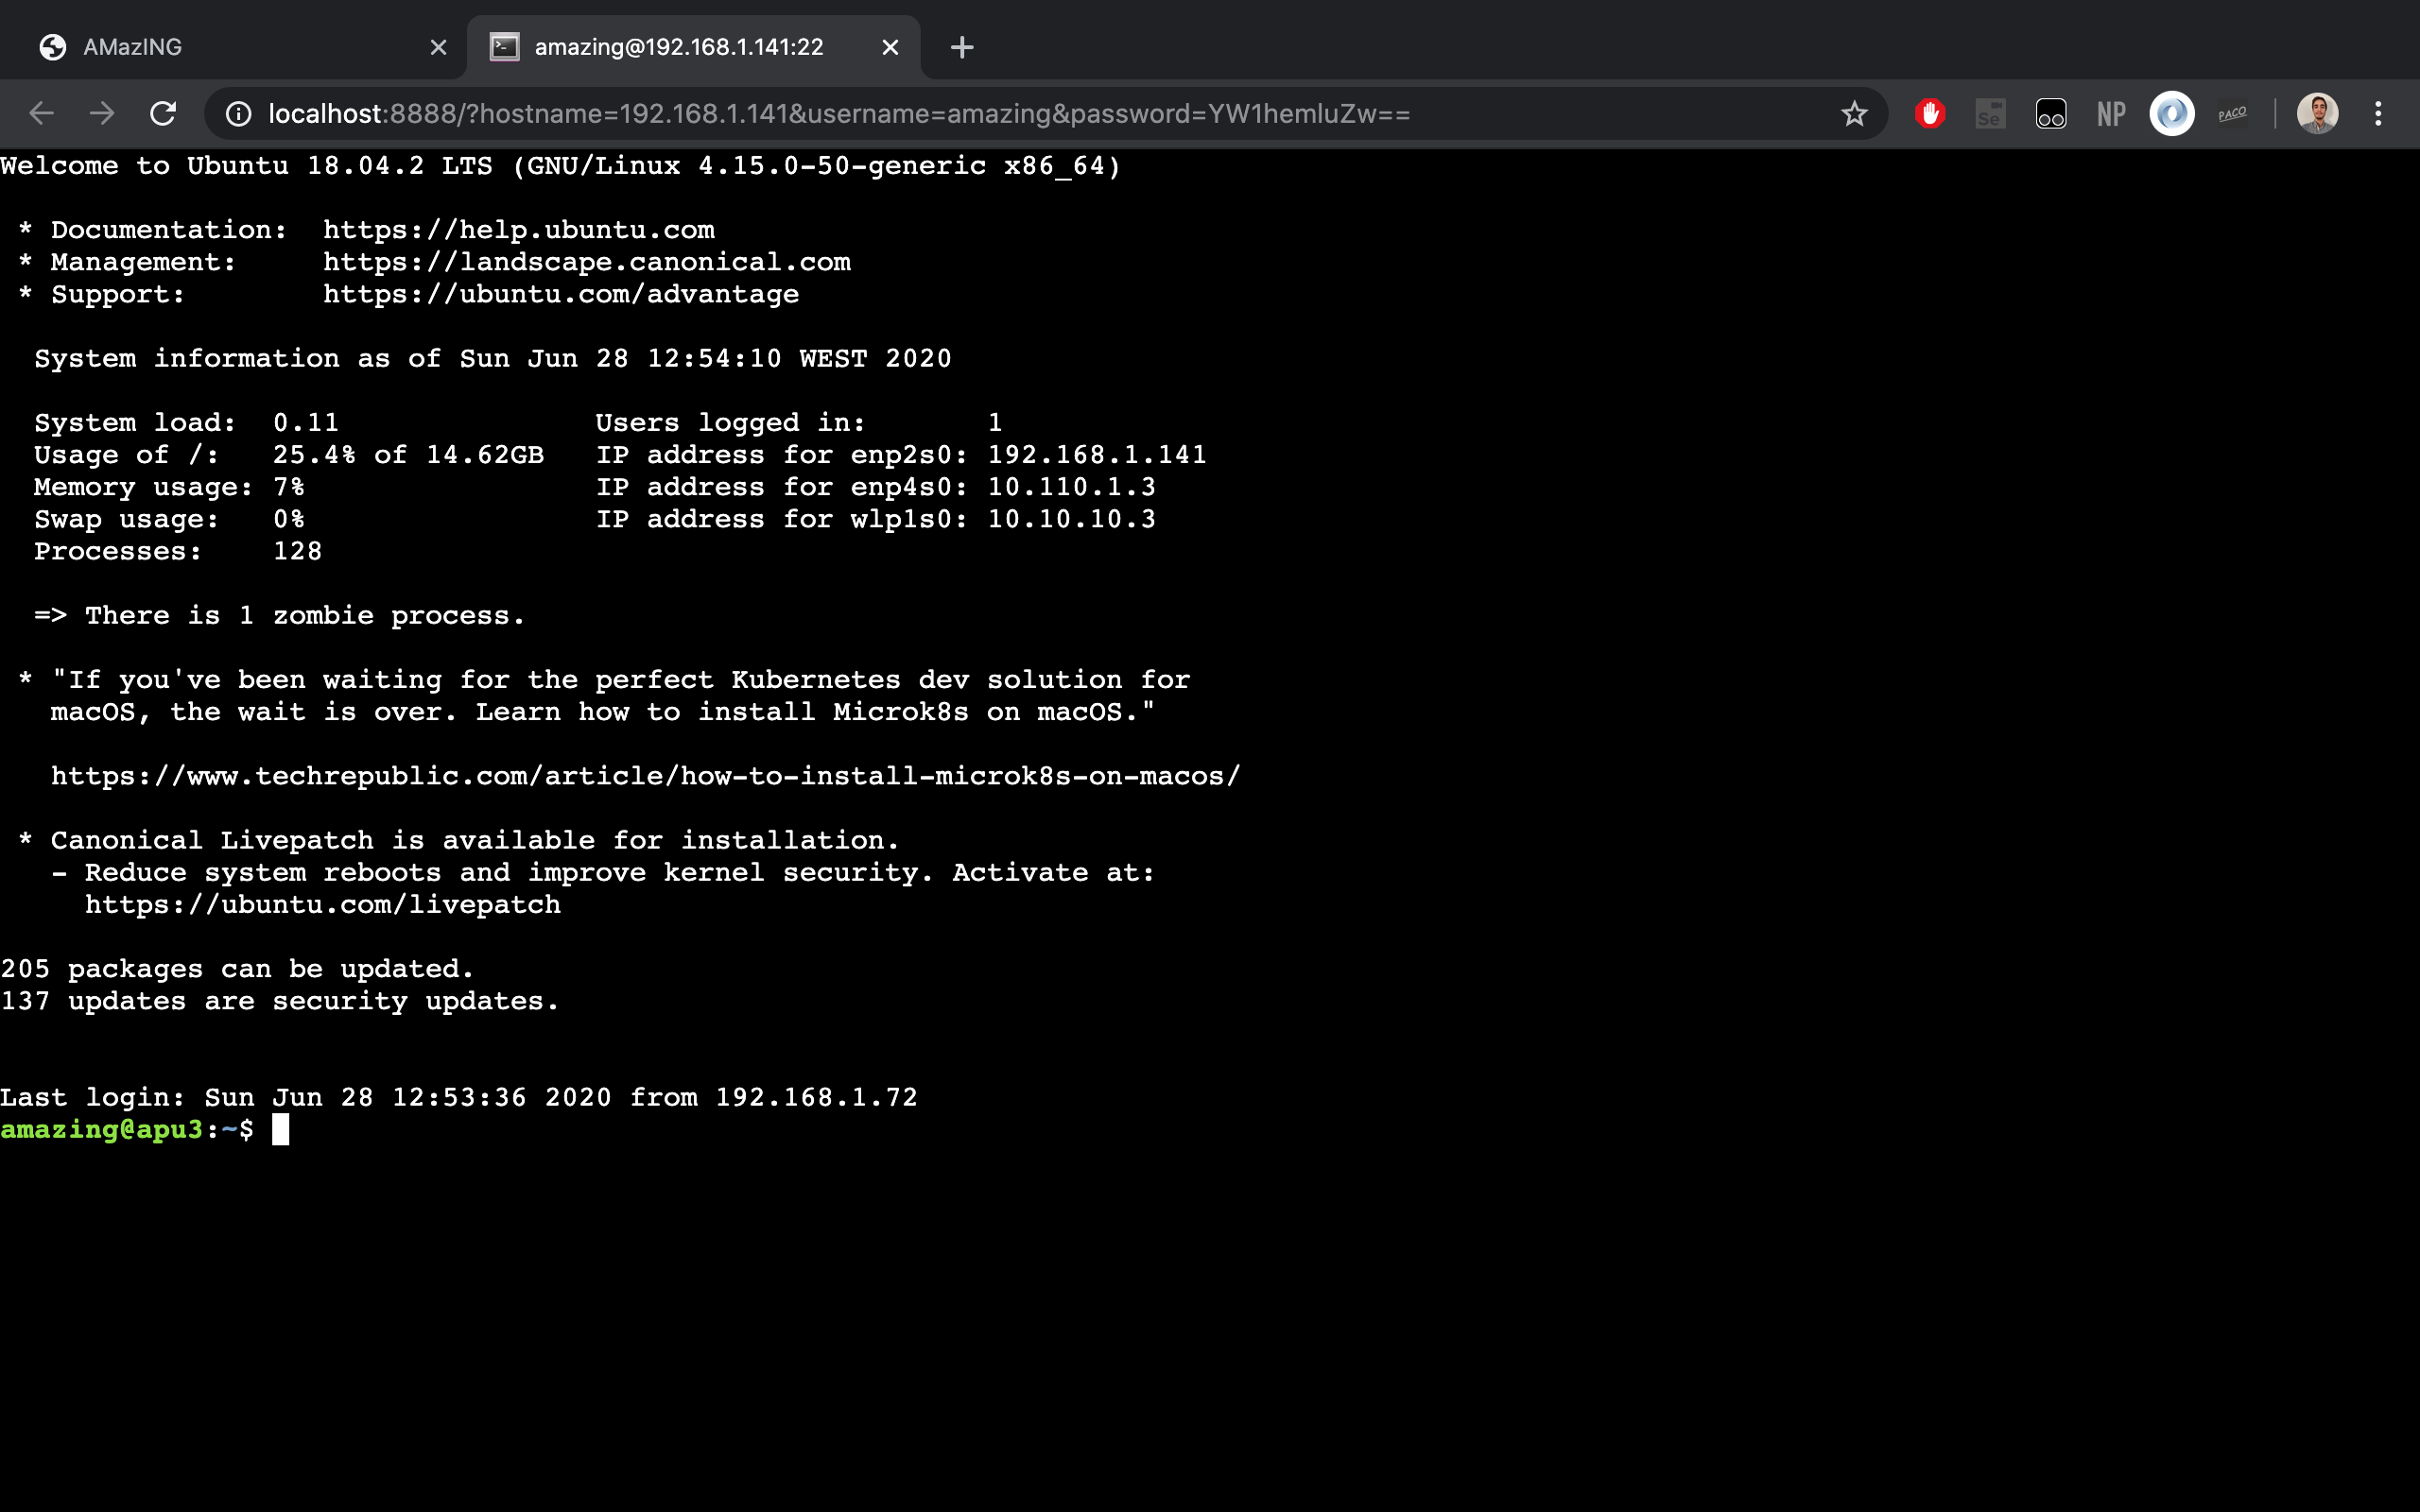 AMazING
amazing@192.168.1.141:22
localhost:8888/?hostname=192.168.1.141&username=amazing&password=YW1hemluZw==
Se
NP
PACO
Welcome to Ubuntu 18.04.2 LTS (GNU/Linux 4.15.0-50-generic x86_64)
* Documentation:  https://help.ubuntu.com
* Management:     https://landscape.canonical.com
* Support:        https://ubuntu.com/advantage
System information as of Sun Jun 28 12:54:10 WEST 2020
System load:  0.11               Users logged in:       1
Usage of /:   25.4% of 14.62GB   IP address for enp2s0: 192.168.1.141
Memory usage: 7%                 IP address for enp4s0: 10.110.1.3
Swap usage:   0%                 IP address for wlp1s0: 10.10.10.3
Processes:    128
=> There is 1 zombie process.
* "If you've been waiting for the perfect Kubernetes dev solution for
macOS, the wait is over. Learn how to install Microk8s on macOS."
https://www.techrepublic.com/article/how-to-install-microk8s-on-macos/
* Canonical Livepatch is available for installation.
- Reduce system reboots and improve kernel security. Activate at:
https://ubuntu.com/livepatch
205 packages can be updated.
137 updates are security updates.
Last login: Sun Jun 28 12:53:36 2020 from 192.168.1.72
amazing@apu3:~$